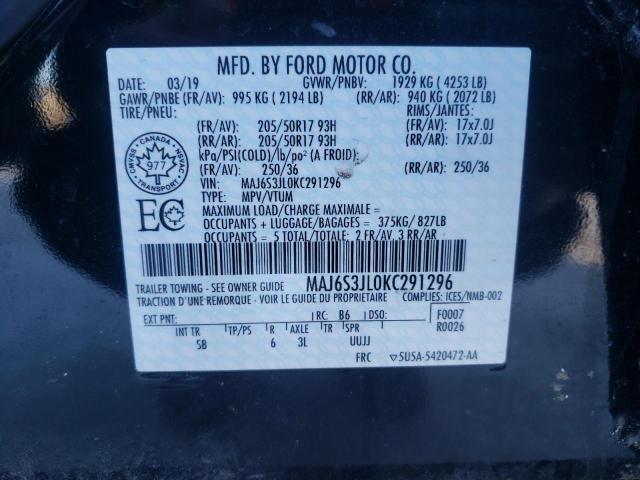 MFD. BY FORD MOTOR CO.
DATE: 03/19 GVWR/PNBV: 1929 KG ( 4253 LB)
GAWR/PNBE (FR/AV): 995 KG ( 2194 LB) (RR/AR): 940 KG ( 2072 LB)
TIRE/PNEU: RIMS/JANTES:
(FR/AV) 205/50R17 93H (FR/AV) 17x7.0J
(RR/AR) 205/50R17 93H (RR/AR) 17x7.0J
kPa/PSI(COLD)/lb/po² (A FROID):
(FR/AV) 250/36 (RR/AR) 250/36
VIN: MAJ6S3JL0KC291296
TYPE: MPV/VTUM
MAXIMUM LOAD/CHARGE MAXIMALE =
OCCUPANTS + LUGGAGE/BAGAGES = 375KG/ 827LB
OCCUPANTS = 5 TOTAL/TOTALE; 2 FR/AV, 3 RR/AR
CMVSS · CANADA · NSVAC
977
TRANSPORT
EC
TRAILER TOWING - SEE OWNER GUIDE MAJ6S3JL0KC291296
TRACTION D'UNE REMORQUE - VOIR LE GUIDE CONFORMITIES: ICES/NMB-002
EXT PNT: RC: B6 DSO: F0007
INT TR TP/PS R AXLE TR SPR R0026
SB 6 3L UUJJ
FRC ▽5U5A-5420472-AA